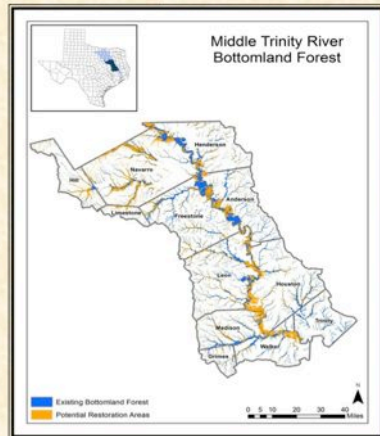 Middle Trinity River
Bottomland Forest
Henderson
Navarro
Hill
Anderson
Limestone
Freestone
Leon
Houston
Trinity
Madison
Walker
Grimes
N
Existing Bottomland Forest
Potential Restoration Areas
0 5 10 20 30 40
Miles